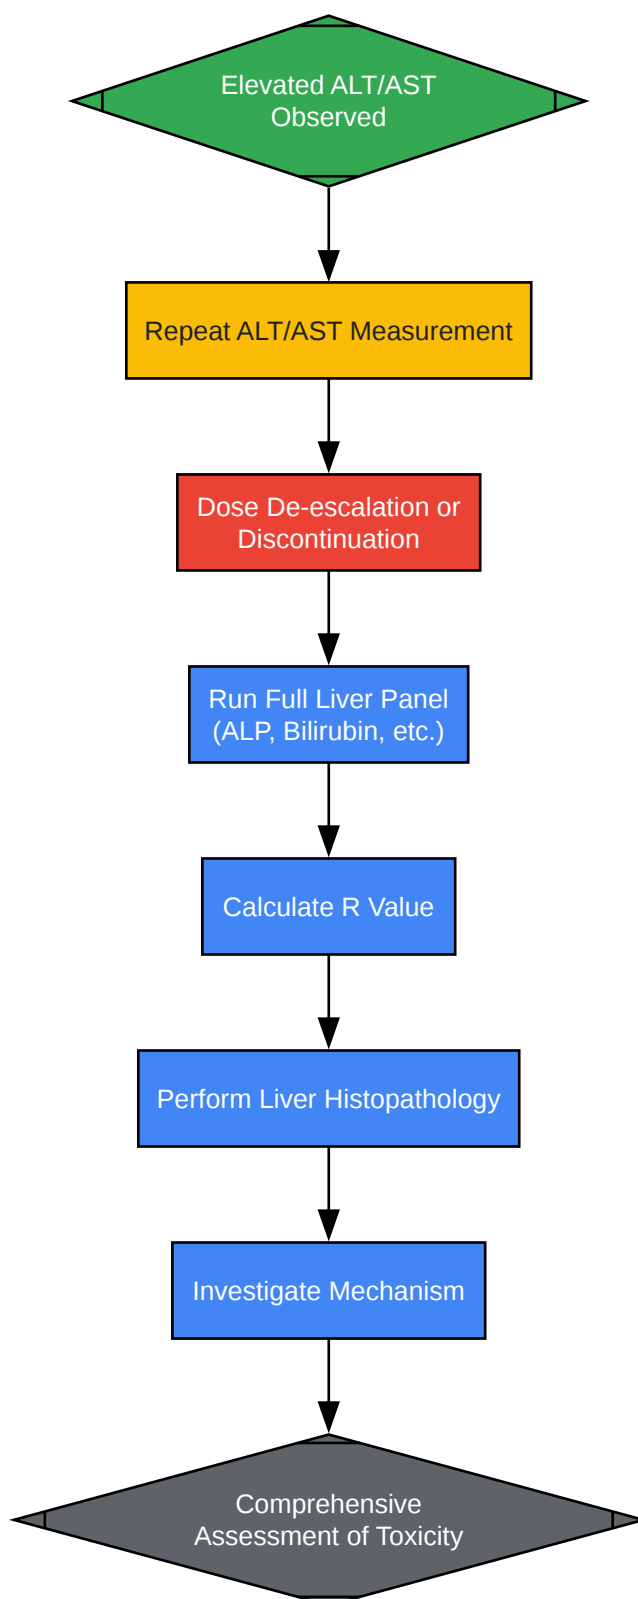 Elevated ALT/AST
Observed
Repeat ALT/AST Measurement
Dose De-escalation or
Discontinuation
Run Full Liver Panel
(ALP, Bilirubin, etc.)
Calculate R Value
Perform Liver Histopathology
Investigate Mechanism
Comprehensive
Assessment of Toxicity